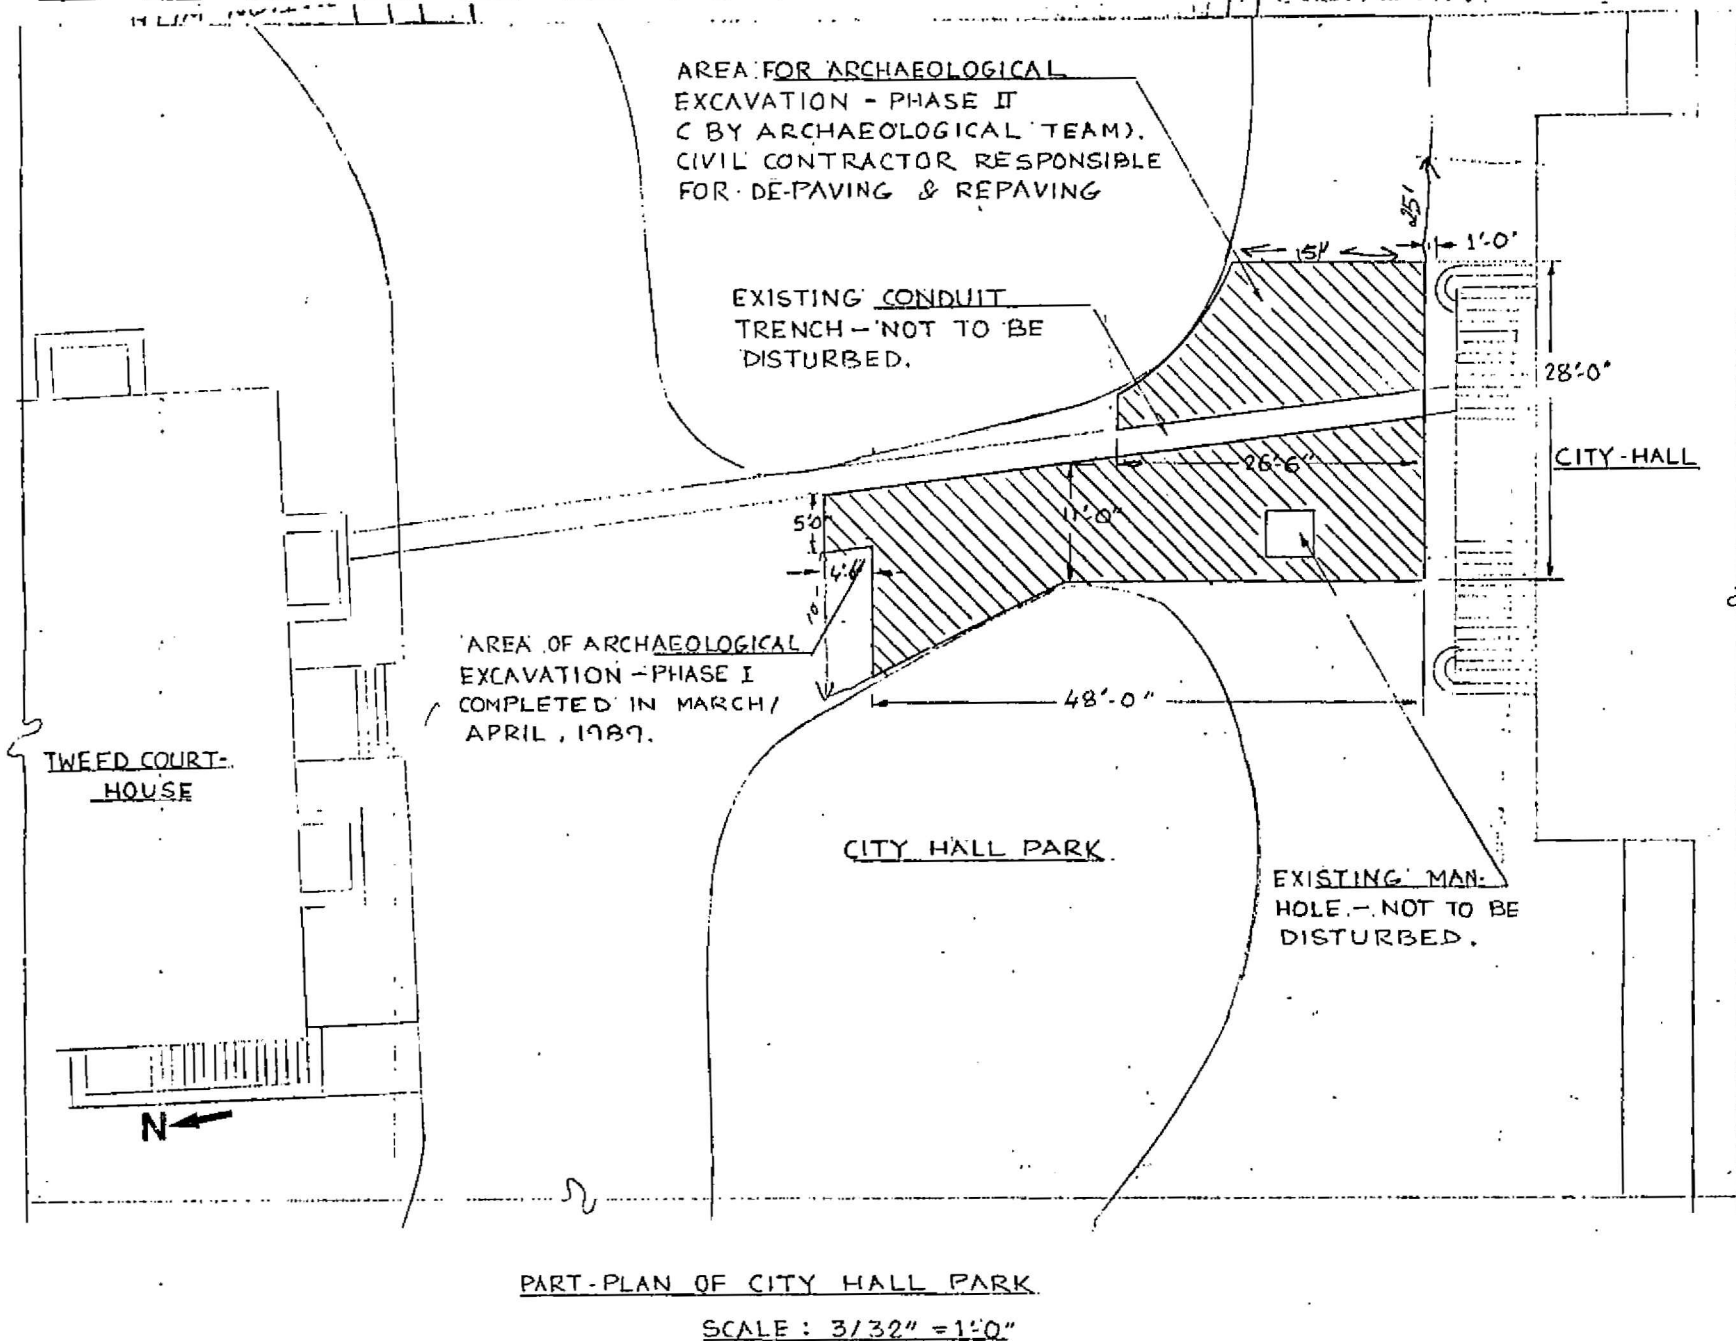 AREA FOR ARCHAEOLOGICAL
EXCAVATION - PHASE II
C BY ARCHAEOLOGICAL TEAM).
CIVIL CONTRACTOR RESPONSIBLE
FOR DE-PAVING & REPAVING
25'
15'
1'-0"
EXISTING CONDUIT
TRENCH - NOT TO BE
DISTURBED.
28'-0"
CITY-HALL
26'-6"
11'-0"
5'-0"
4'-6"
AREA OF ARCHAEOLOGICAL
EXCAVATION - PHASE I
COMPLETED IN MARCH/
APRIL, 1989.
48'-0"
TWEED COURT-
HOUSE
CITY HALL PARK
EXISTING MAN-
HOLE. - NOT TO BE
DISTURBED.
N
PART-PLAN OF CITY HALL PARK
SCALE : 3/32" = 1'-0"